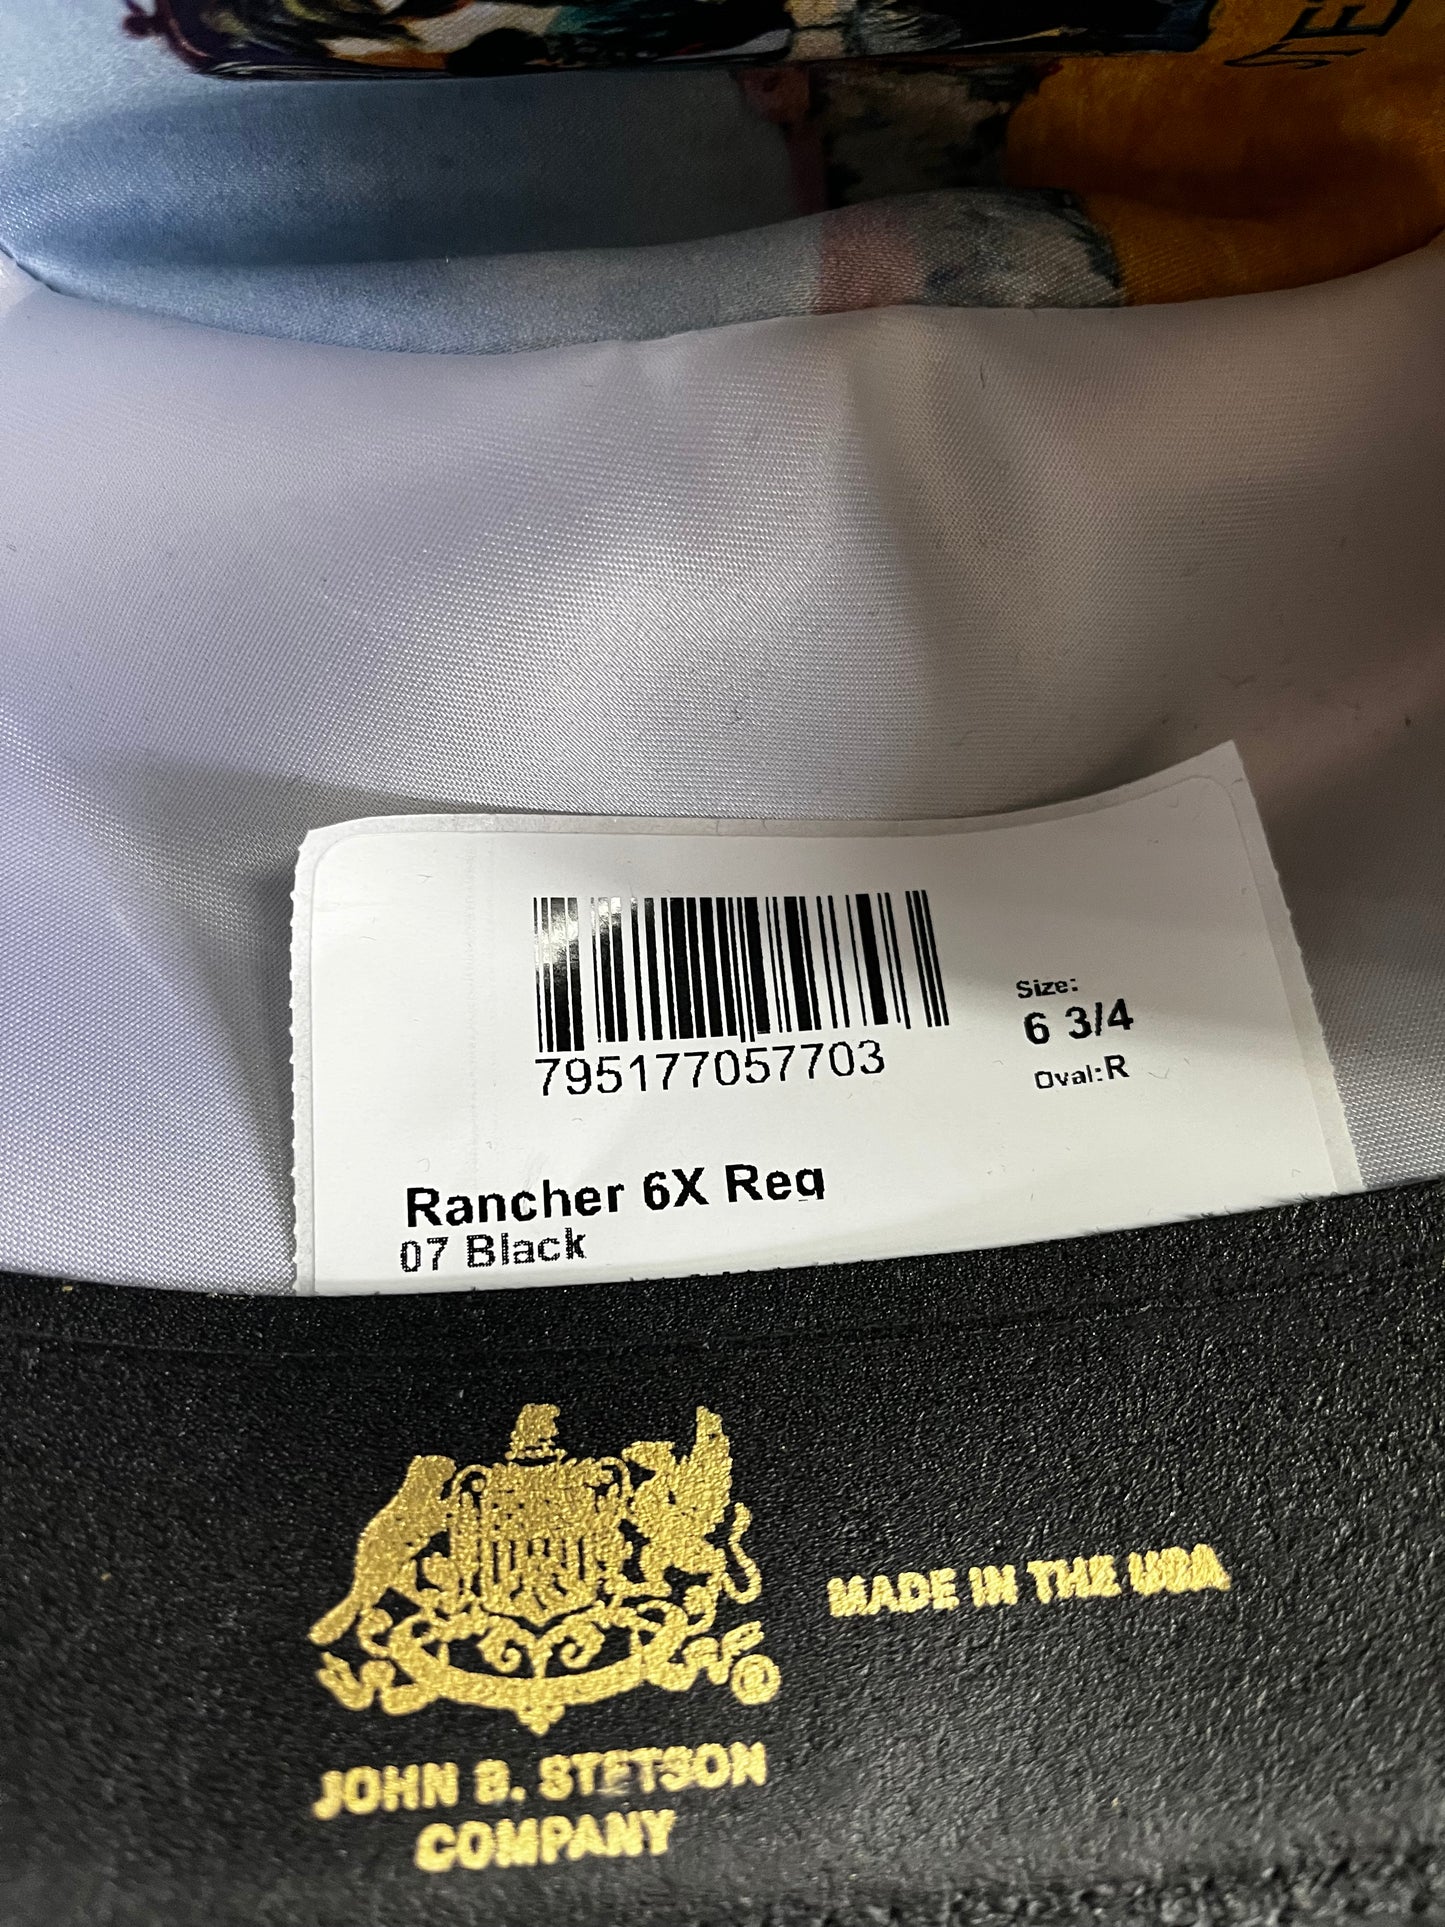 795177057703
Size:
6 3/4
Oval:R
Rancher 6X Reg
07 Black
MADE IN THE USA
JOHN B. STETSON
COMPANY